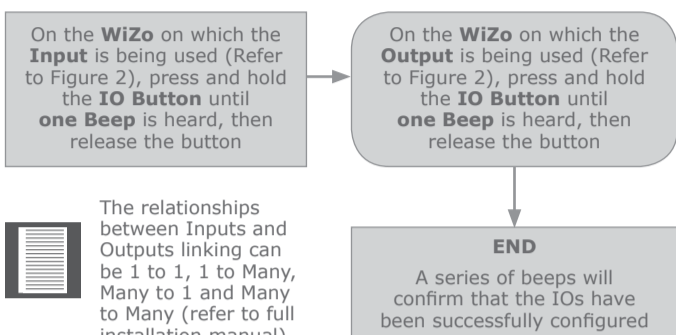 On the WiZo on which the
Input is being used (Refer
to Figure 2), press and hold
the IO Button until
one Beep is heard, then
release the button
On the WiZo on which the
Output is being used (Refer
to Figure 2), press and hold
the IO Button until
one Beep is heard, then
release the button
The relationships
between Inputs and
Outputs linking can
be 1 to 1, 1 to Many,
Many to 1 and Many
to Many (refer to full
installation manual)
END
A series of beeps will
confirm that the IOs have
been successfully configured